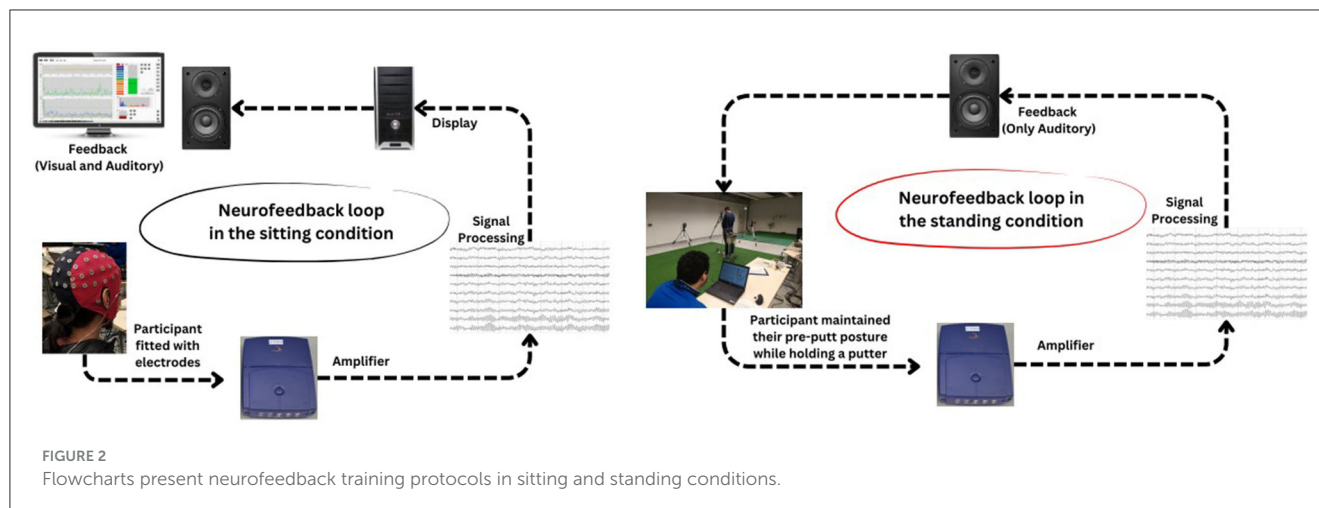 Feedback
(Visual and Auditory)
Display
Neurofeedback loop
in the sitting condition
Signal
Processing
Participant
fitted with
electrodes
Amplifier
Feedback
(Only Auditory)
Neurofeedback loop in
the standing condition
Signal
Processing
Participant maintained
their pre-putt posture
while holding a putter
Amplifier
FIGURE 2
Flowcharts present neurofeedback training protocols in sitting and standing conditions.